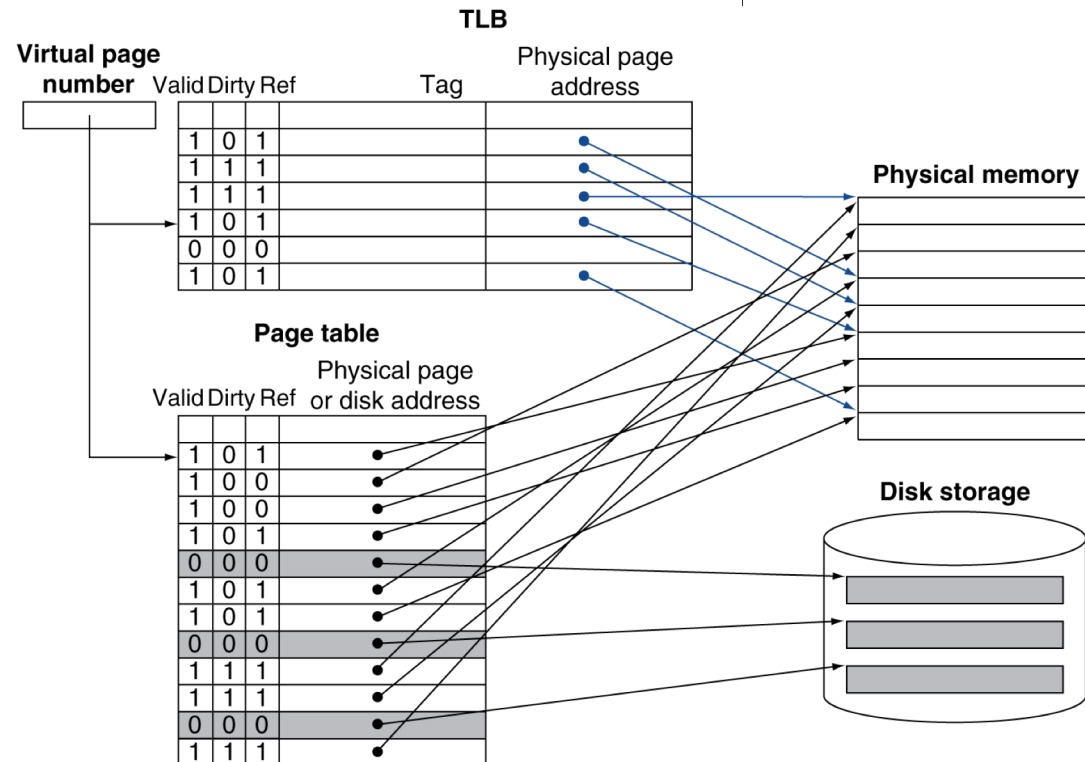 TLB
Virtual page
number
Valid Dirty Ref
Tag
Physical page
address
1 0 1
1 1 1
1 1 1
1 0 1
0 0 0
1 0 1
Physical memory
Page table
Valid Dirty Ref
Physical page
or disk address
1 0 1
1 0 0
1 0 0
1 0 1
0 0 0
1 0 1
1 0 1
0 0 0
1 1 1
1 1 1
0 0 0
1 1 1
Disk storage